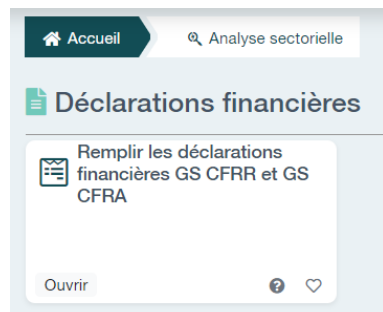 Accueil
Analyse sectorielle
Déclarations financières
Remplir les déclarations
financières GS CFRR et GS
CFRA
Ouvrir